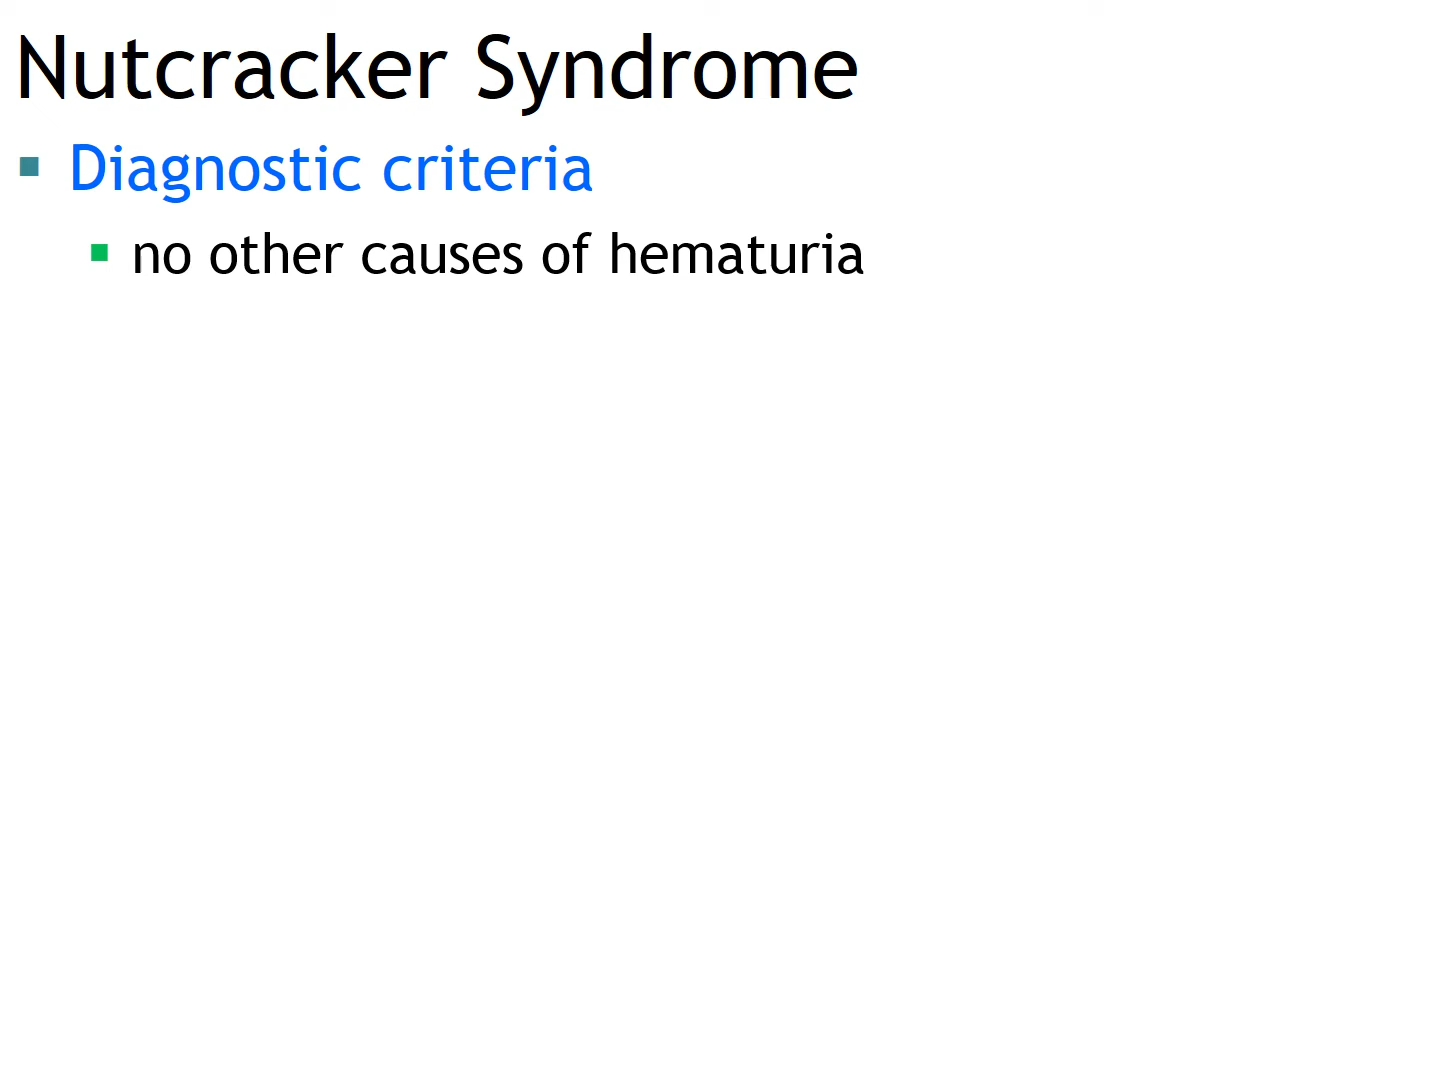 Nutcracker Syndrome
Diagnostic criteria
no other causes of hematuria